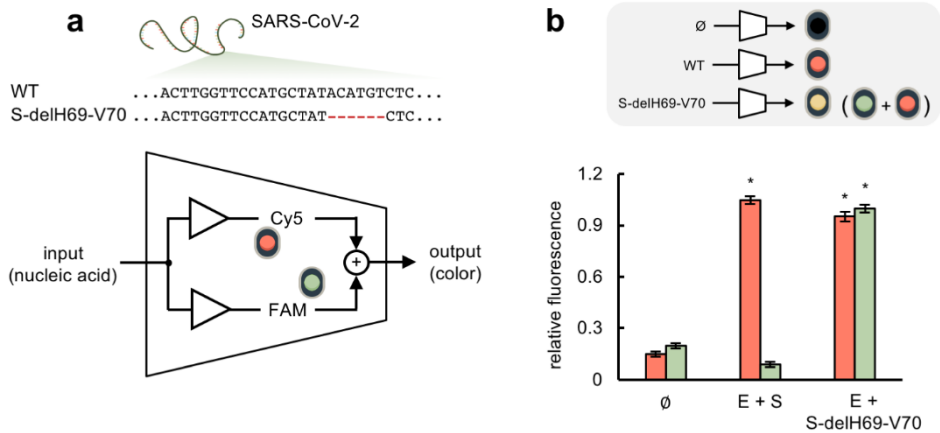 a
SARS-CoV-2
WT ...ACTTGGTTCCATGCTATACATGTCTC...
S-delH69-V70 ...ACTTGGTTCCATGCTAT------CTC...
input
(nucleic acid)
Cy5
+
FAM
output
(color)
b
Ø
WT
S-delH69-V70 ( + )
relative fluorescence
1.2
0.9
0.6
0.3
0
* * *
Ø
E + S
E +
S-delH69-V70